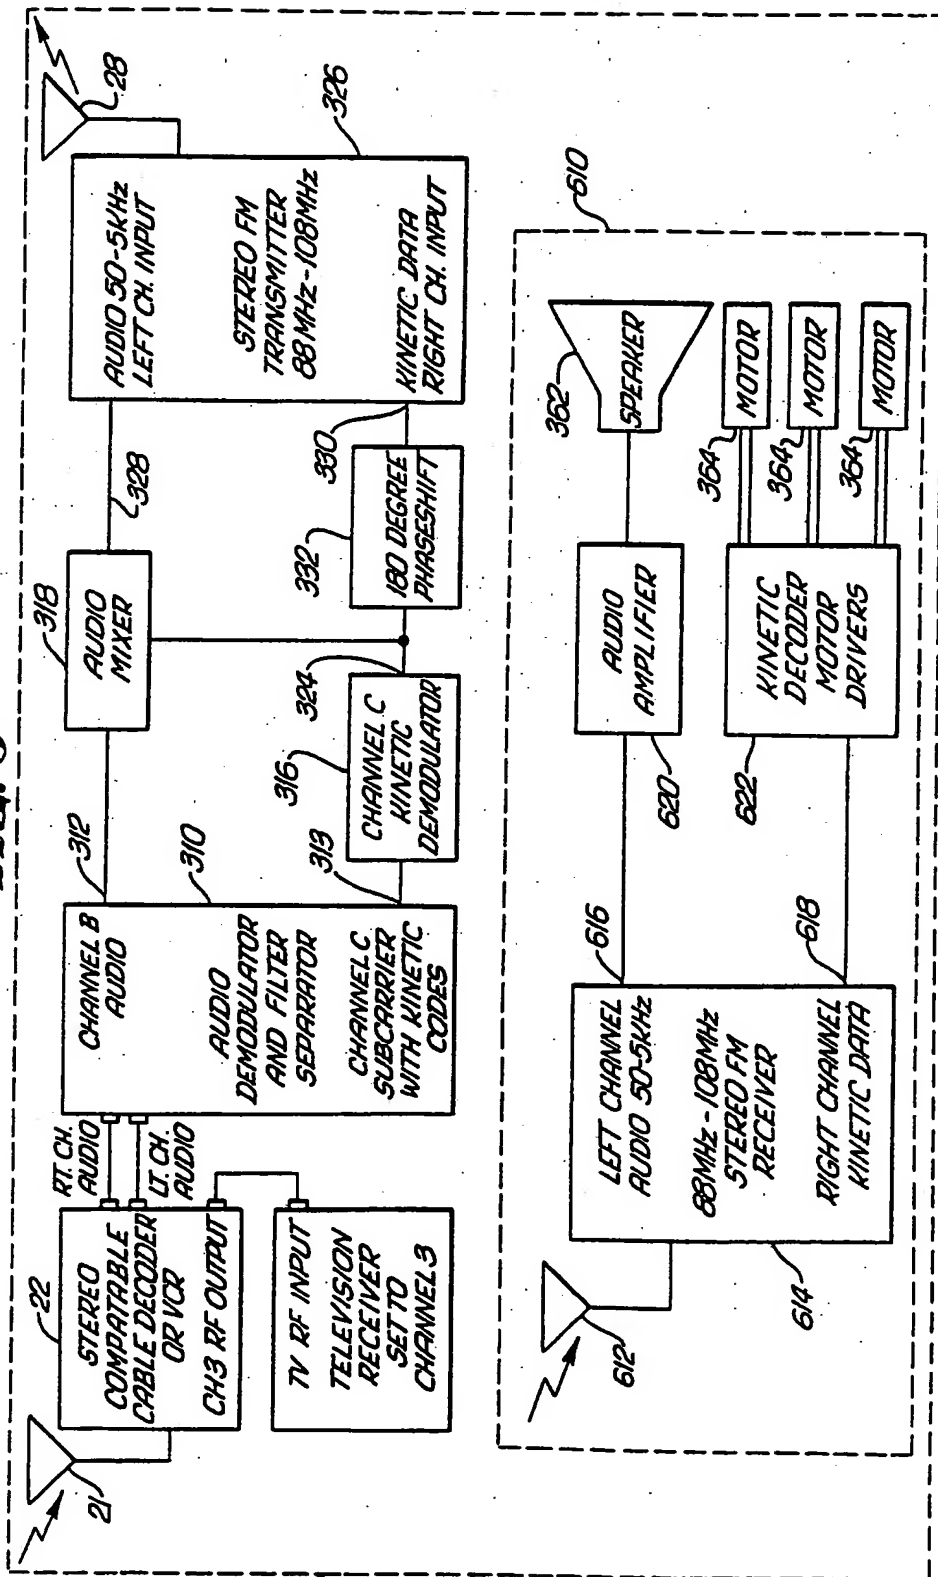 21
22
STEREO
COMPATABLE
CABLE DECODER
OR VCR
CH3 RF OUTPUT
RT. CH.
AUDIO
LT. CH.
AUDIO
TV RF INPUT
TELEVISION
RECEIVER
SET TO
CHANNEL 3
CHANNEL B
AUDIO
AUDIO
DEMODULATOR
AND FILTER
SEPARATOR
CHANNEL C
SUBCARRIER
WITH KINETIC
CODES
312
310
313
318
AUDIO
MIXER
316
CHANNEL C
KINETIC
DEMODULATOR
324
328
332
180 DEGREE
PHASESHIFT
330
AUDIO 50-5KHz
LEFT CH. INPUT
STEREO FM
TRANSMITTER
88MHz-108MHz
KINETIC DATA
RIGHT CH. INPUT
28
326
610
612
614
LEFT CHANNEL
AUDIO 50-5KHz
88MHz-108MHz
STEREO FM
RECEIVER
RIGHT CHANNEL
KINETIC DATA
616
618
AUDIO
AMPLIFIER
620
622
KINETIC
DECODER
MOTOR
DRIVERS
362
SPEAKER
364
MOTOR
364
MOTOR
364
MOTOR